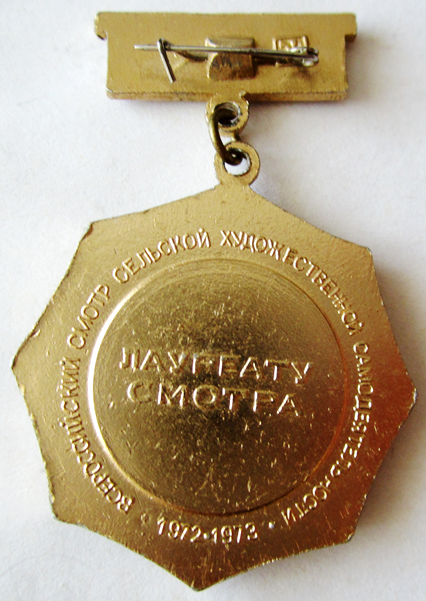 ВСЕРОССИЙСКИЙ СМОТР СЕЛЬСКОЙ ХУДОЖЕСТВЕННОЙ САМОДЕЯТЕЛЬНОСТИ
ЛАУРЕАТУ
СМОТРА
• 1972•1973 •